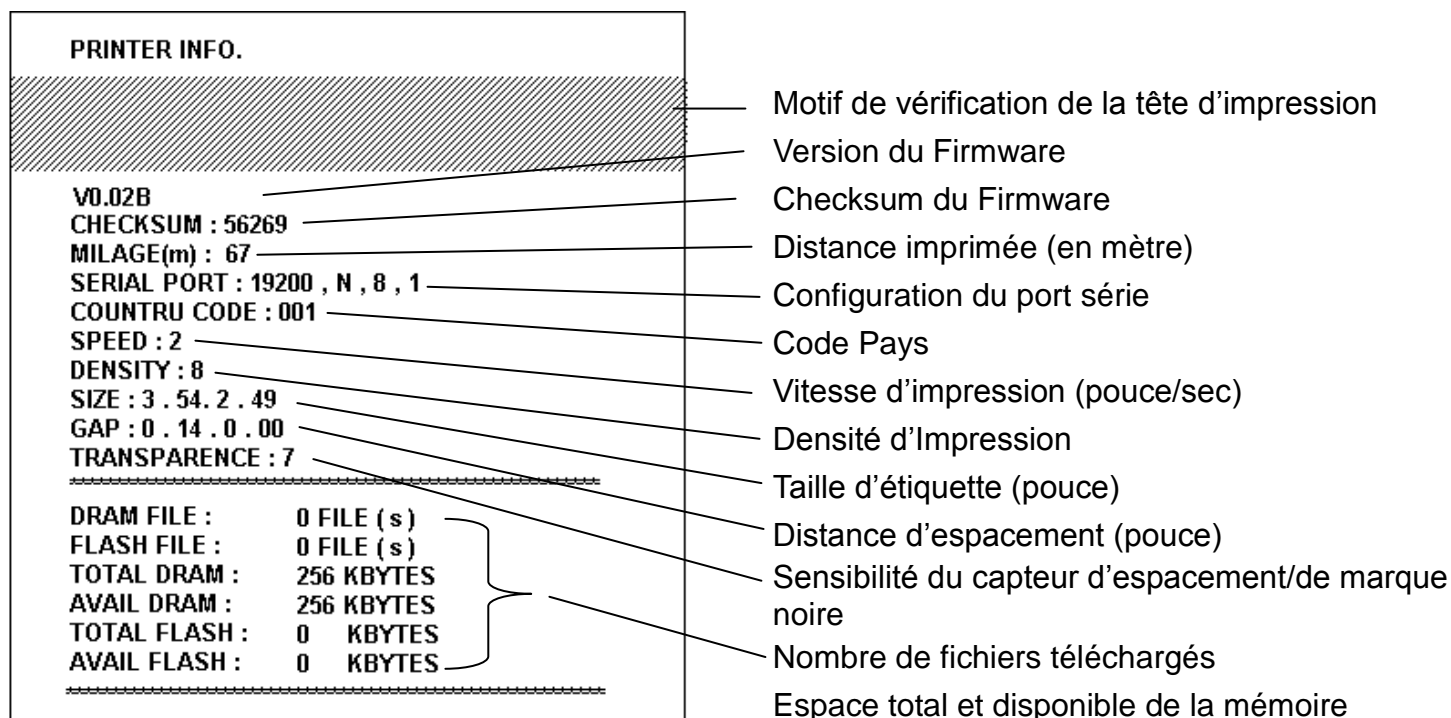 PRINTER INFO.
V0.02B
CHECKSUM : 56269
MILAGE(m) : 67
SERIAL PORT : 19200 , N , 8 , 1
COUNTRU CODE : 001
SPEED : 2
DENSITY : 8
SIZE : 3 . 54. 2 . 49
GAP : 0 . 14 . 0 . 00
TRANSPARENCE : 7
DRAM FILE : 0 FILE ( s )
FLASH FILE : 0 FILE ( s )
TOTAL DRAM : 256 KBYTES
AVAIL DRAM : 256 KBYTES
TOTAL FLASH : 0 KBYTES
AVAIL FLASH : 0 KBYTES
Motif de vérification de la tête d’impression
Version du Firmware
Checksum du Firmware
Distance imprimée (en mètre)
Configuration du port série
Code Pays
Vitesse d’impression (pouce/sec)
Densité d’Impression
Taille d’étiquette (pouce)
Distance d’espacement (pouce)
Sensibilité du capteur d’espacement/de marque
noire
Nombre de fichiers téléchargés
Espace total et disponible de la mémoire